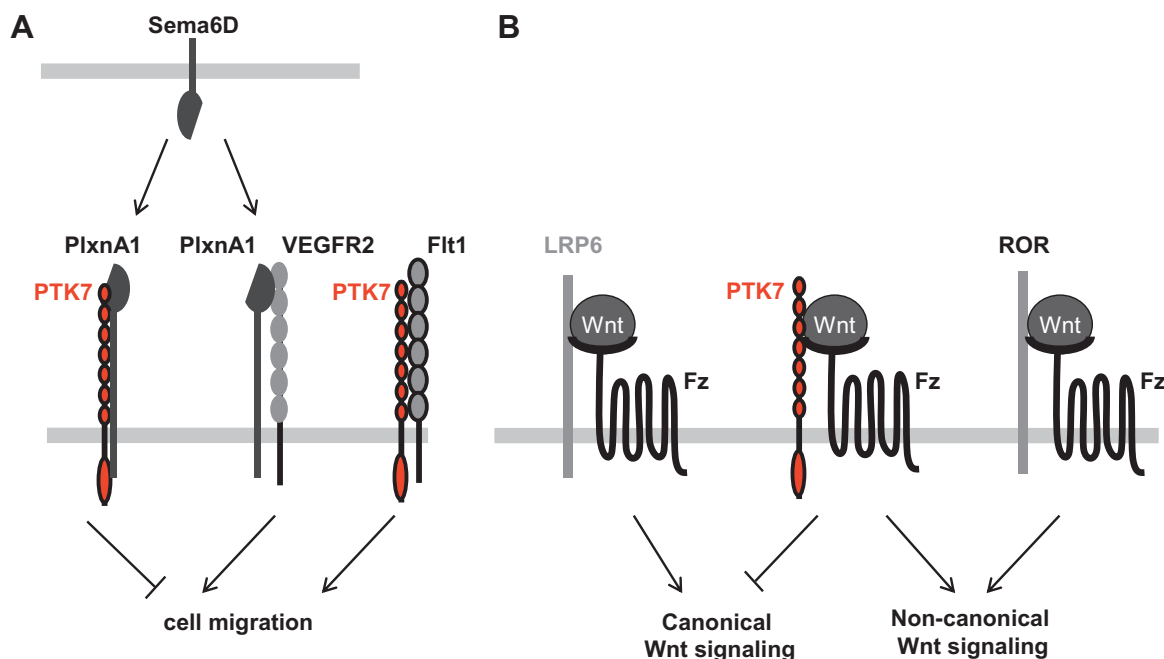 A
Sema6D
PlxnA1
PlxnA1
VEGFR2
Flt1
PTK7
PTK7
cell migration
B
LRP6
PTK7
ROR
Wnt
Wnt
Wnt
Fz
Fz
Fz
Canonical
Wnt signaling
Non-canonical
Wnt signaling